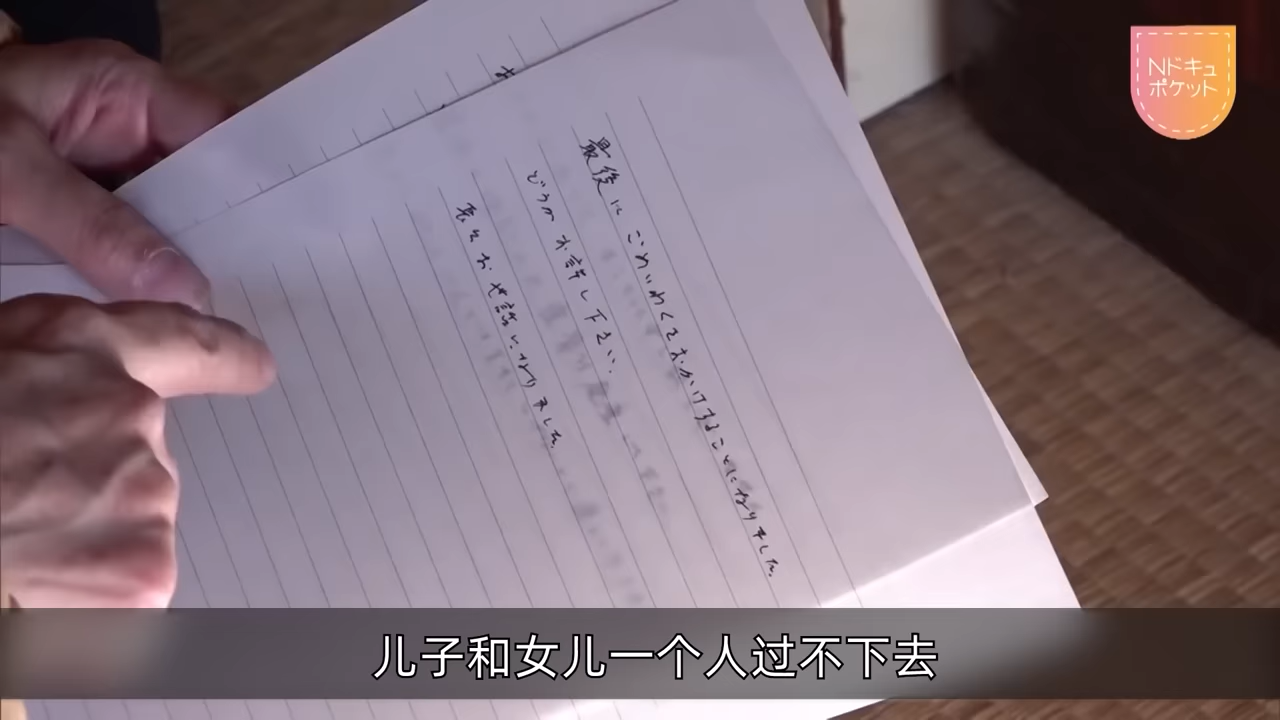 Nドキュ
ポケット
最後にごめいわくをおかけすることになりました。
どうかお許し下さい。
長々お世話になりました。
儿子和女儿一个人过不下去